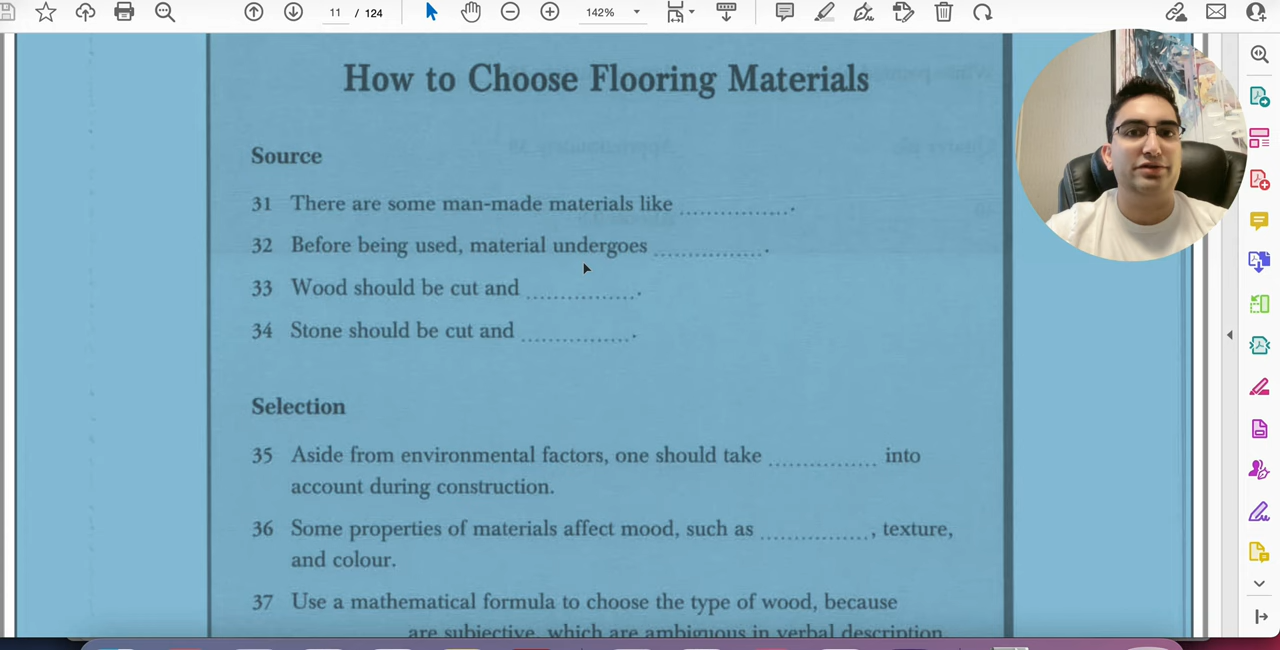 11 / 124
142%
How to Choose Flooring Materials
Source
31 There are some man-made materials like ...............
32 Before being used, material undergoes ...............
33 Wood should be cut and ...............
34 Stone should be cut and ...............
Selection
35 Aside from environmental factors, one should take ............... into
account during construction.
36 Some properties of materials affect mood, such as ..............., texture,
and colour.
37 Use a mathematical formula to choose the type of wood, because
are subjective, which are ambiguous in verbal description